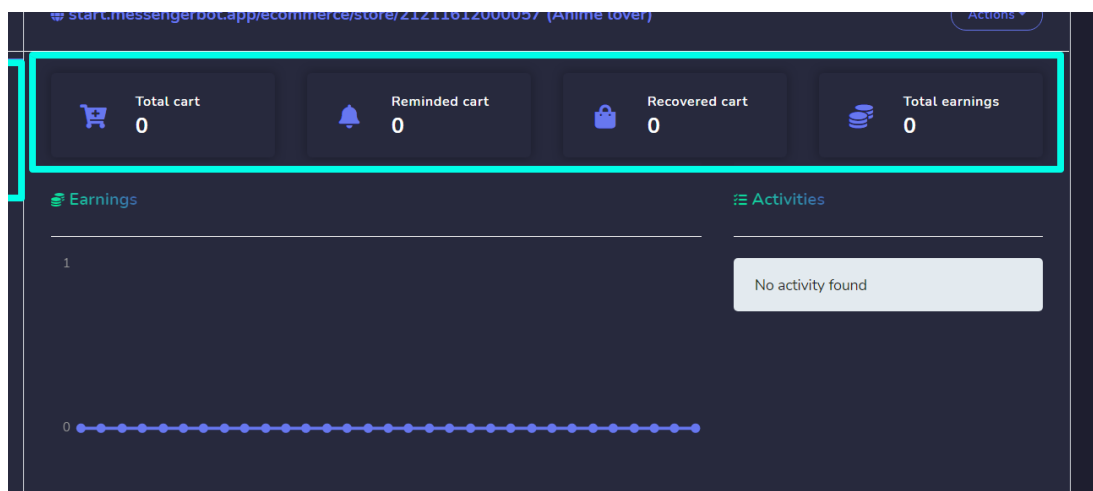 start.messengerbot.app/ecommerce/store/21211612000057 (Anime lover)
Actions
Total cart
0
Reminded cart
0
Recovered cart
0
Total earnings
0
Earnings
Activities
1
No activity found
0